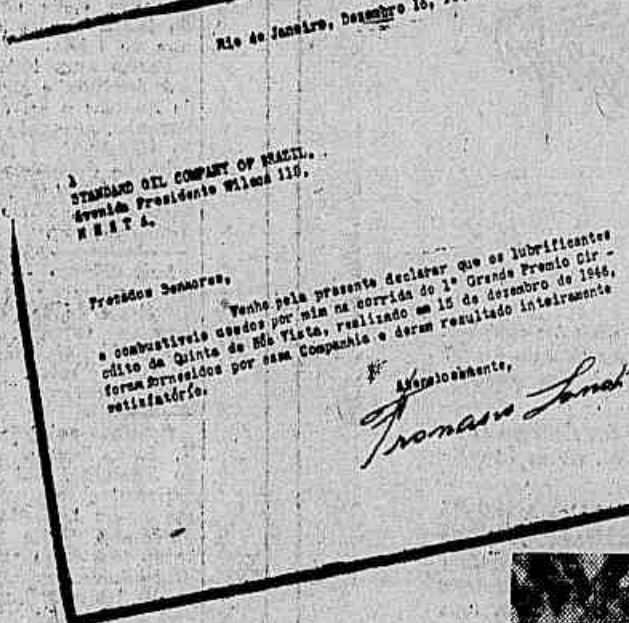 Rio de Janeiro, Dezembro 15,
À
STANDARD OIL COMPANY OF BRAZIL.
Avenida Presidente Wilson 118,
N E S T A.
Prezados Senhores,
Venho pela presente declarar que os lubrificantes
e combustiveis usados por mim na corrida do 1º Grande Premio Cir-
cuito da Quinta da Bôa Vista, realizado em 15 de dezembro de 1946,
foram fornecidos por essa Companhia e deram resultado inteiramente
satisfatório.
Atenciosamente,